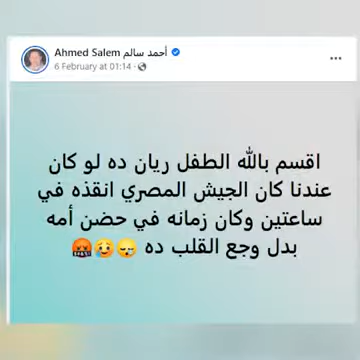 Ahmed Salem أحمد سالم
6 February at 01:14 ·
اقسم بالله الطفل ريان ده لو كان
عندنا كان الجيش المصري انقذه في
ساعتين وكان زمانه في حضن أمه
بدل وجع القلب ده 😪😥🤬